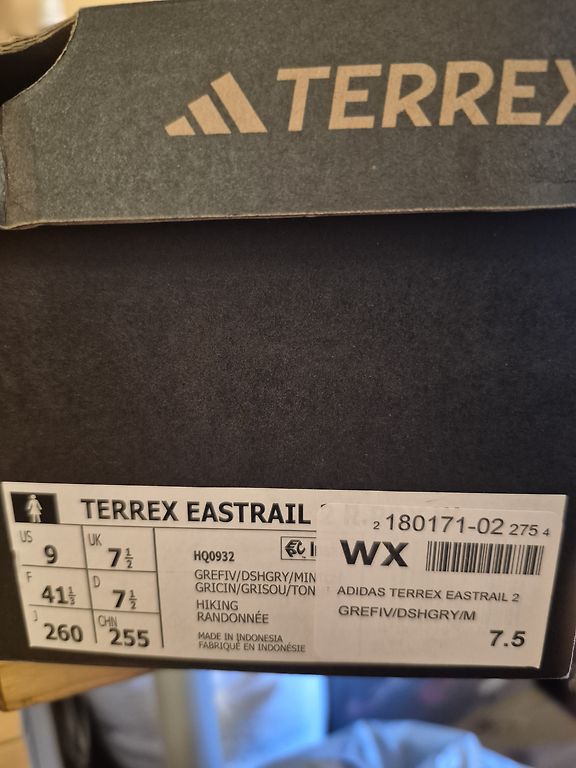 TERREX
TERREX EASTRAIL 2 R.R
US 9
UK 7½
F 41⅓
D 7½
J 260
CHN 255
HQ0932
GREFIV/DSHGRY/MIN
GRICIN/GRISOU/TON
HIKING
RANDONNÉE
MADE IN INDONESIA
FABRIQUÉ EN INDONÉSIE
2 180171-02 275 4
WX
ADIDAS TERREX EASTRAIL 2
GREFIV/DSHGRY/M
7.5